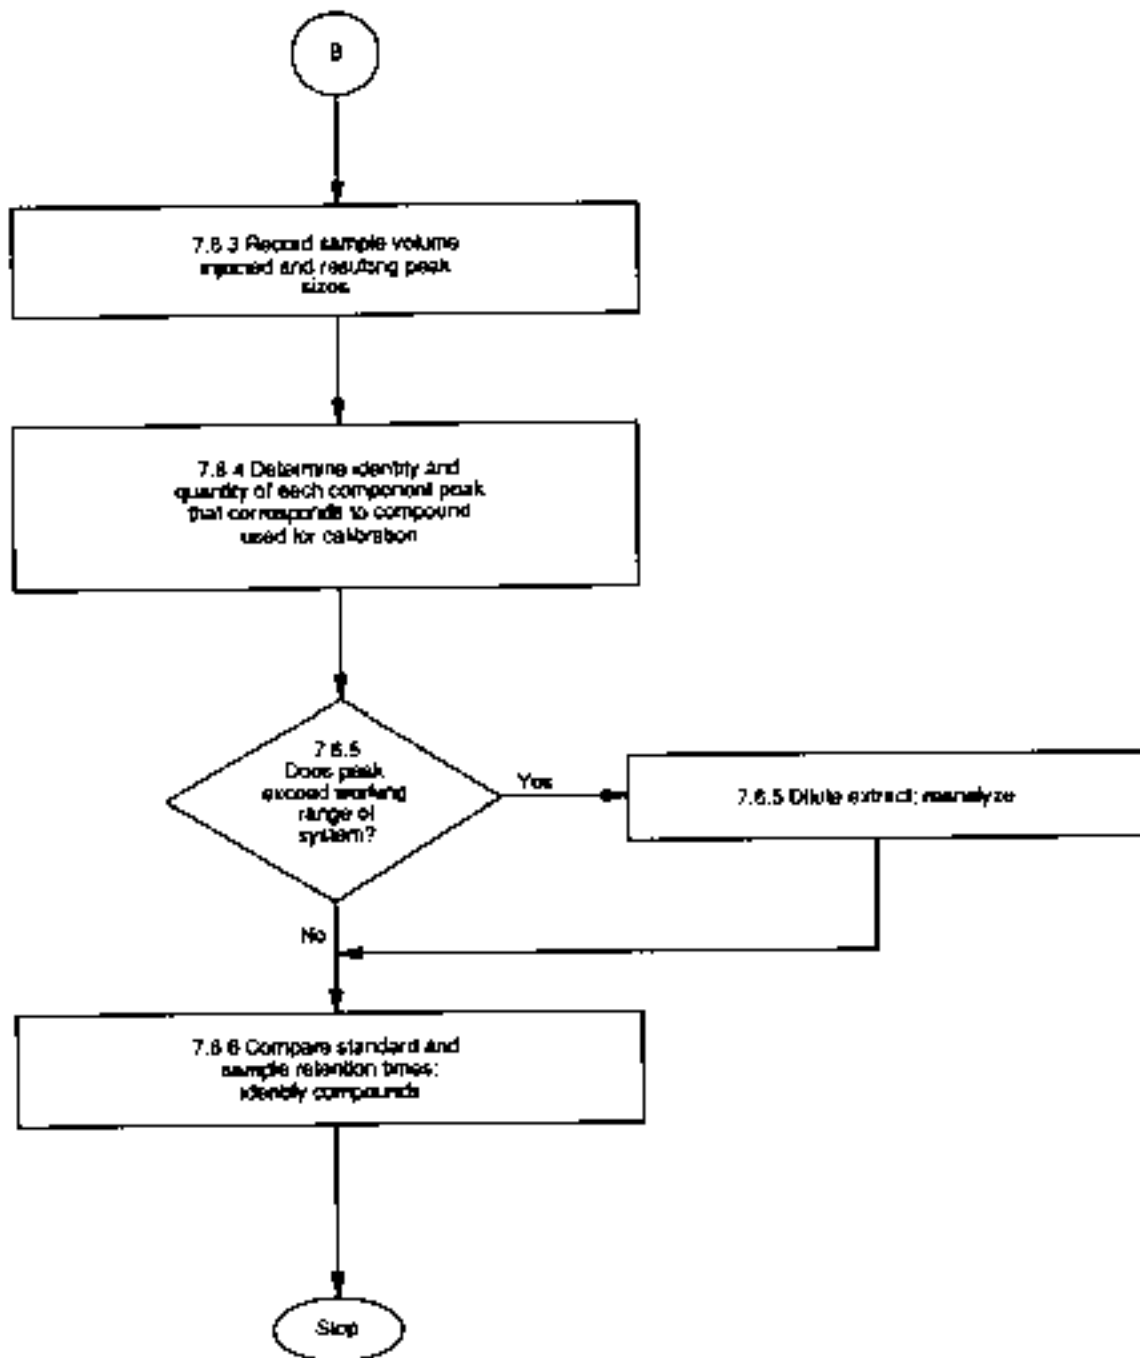 B
7.6.3 Record sample volume
injected and resulting peak
sizes
7.6.4 Determine identity and
quantity of each component peak
that corresponds to compound
used for calibration
7.6.5
Does peak
exceed working
range of
system?
Yes
7.6.5 Dilute extract; reanalyze
No
7.6.6 Compare standard and
sample retention times;
identify compounds
Stop